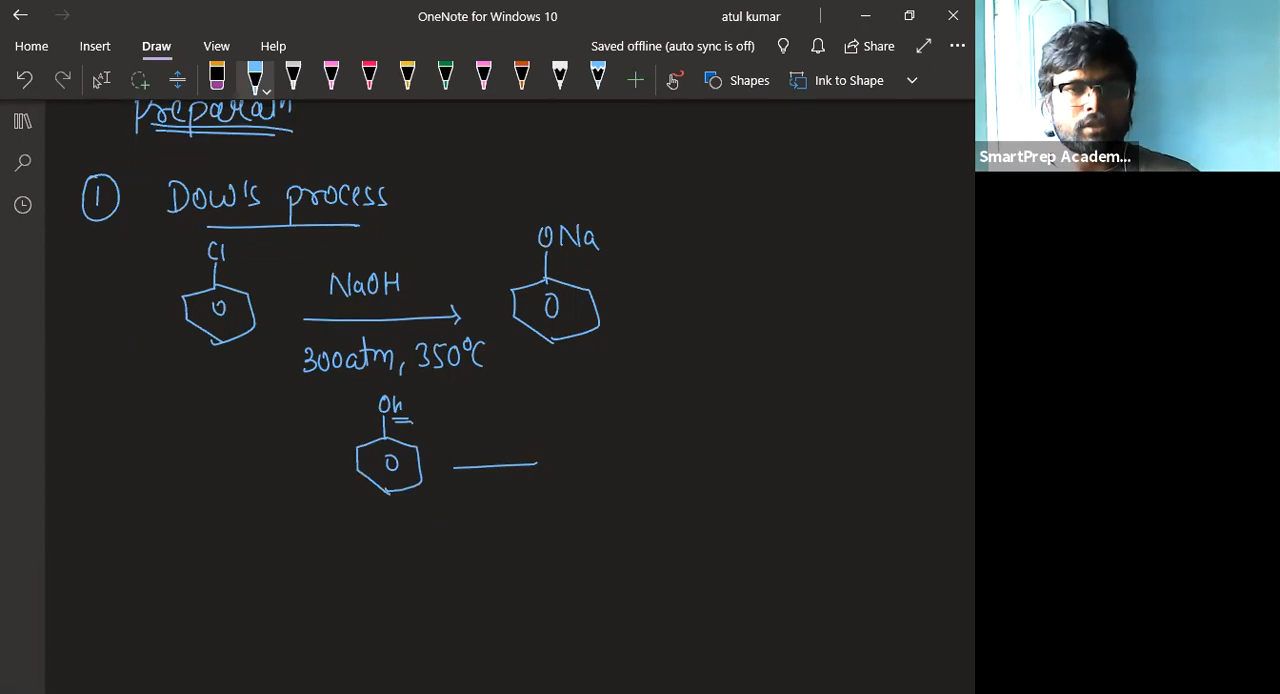 OneNote for Windows 10
atul kumar
Home Insert Draw View Help
Saved offline (auto sync is off)
Share
Shapes
Ink to Shape
SmartPrep Academ...
preparan
1 Dow's process
Cl
ONa
NaOH
300atm, 350°C
Oh